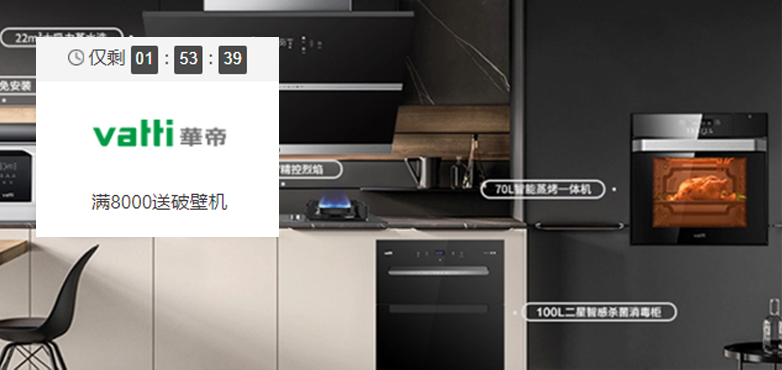 仅剩 01 : 53 : 39
vatti 華帝
满8000送破壁机
免安装
精控烈焰
70L智能蒸烤一体机
vatti
100L二星智感杀菌消毒柜